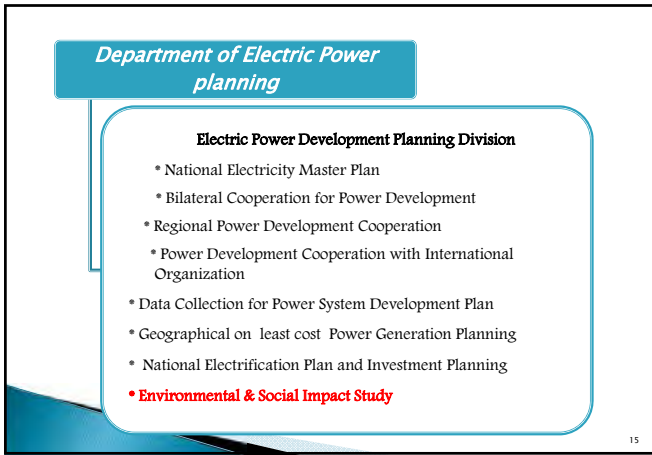 Department of Electric Power
planning
Electric Power Development Planning Division
* National Electricity Master Plan
* Bilateral Cooperation for Power Development
* Regional Power Development Cooperation
* Power Development Cooperation with International
Organization
* Data Collection for Power System Development Plan
* Geographical on least cost Power Generation Planning
* National Electrification Plan and Investment Planning
* Environmental & Social Impact Study
15